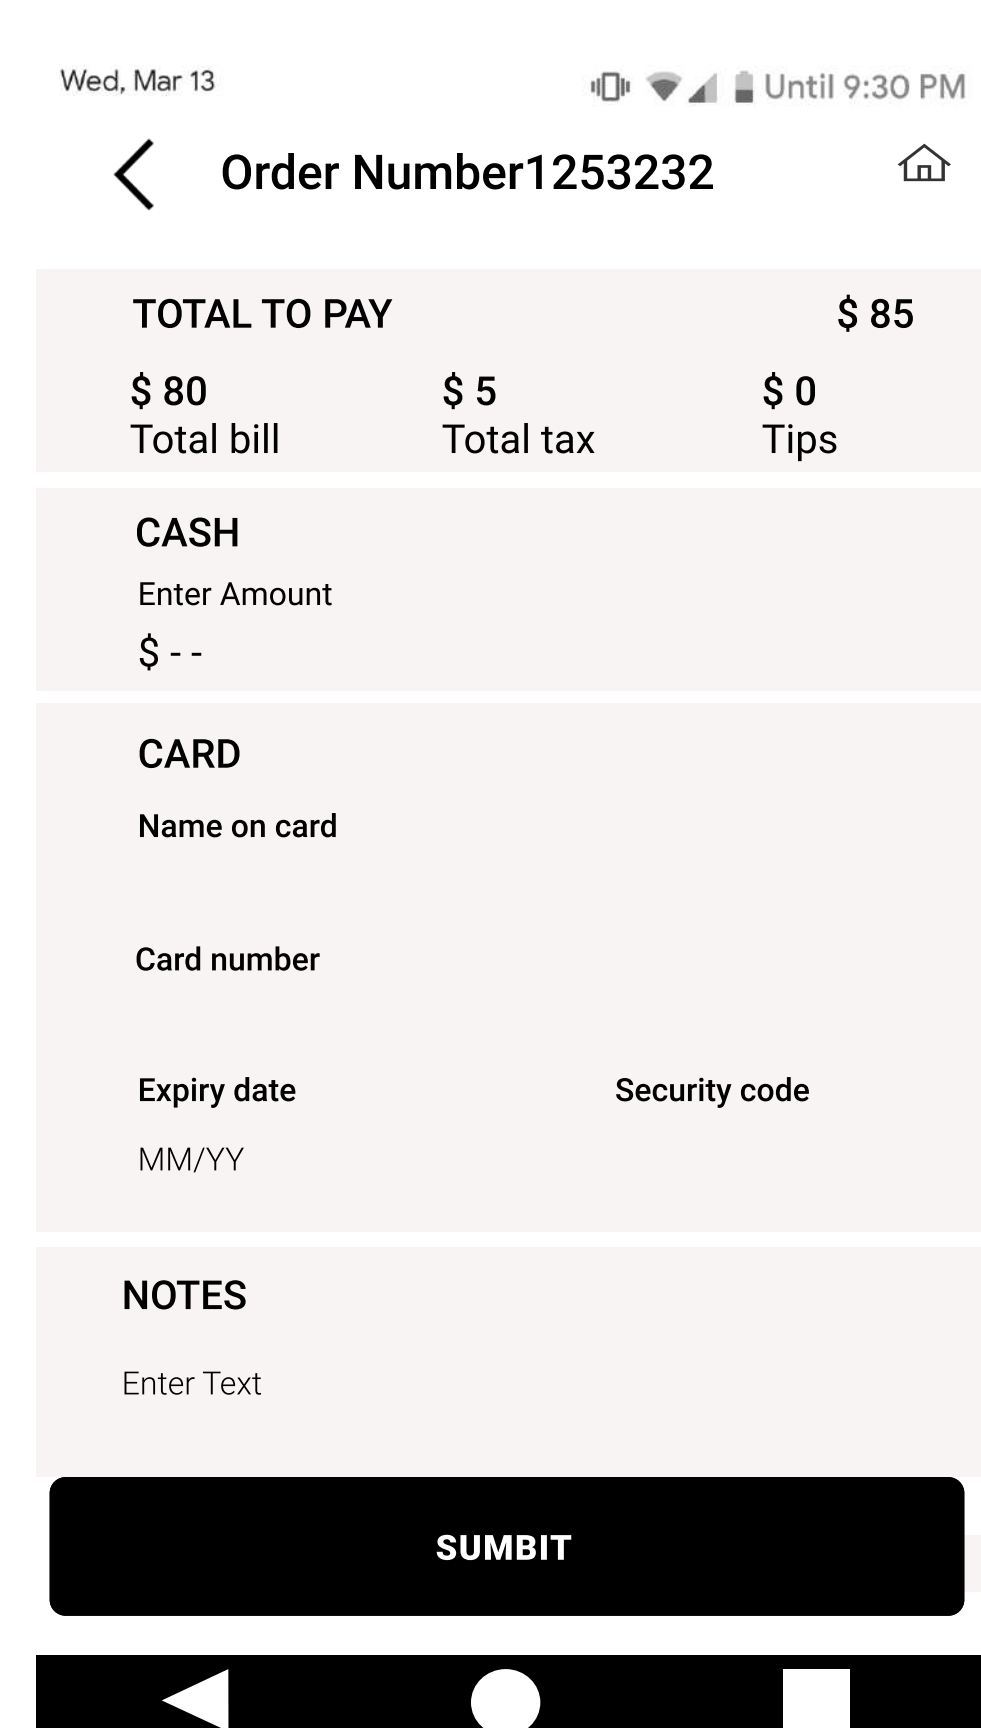 Wed, Mar 13
Until 9:30 PM
Order Number1253232
TOTAL TO PAY $ 85
$ 80 $ 5 $ 0
Total bill Total tax Tips
CASH
Enter Amount
$ - -
CARD
Name on card
Card number
Expiry date Security code
MM/YY
NOTES
Enter Text
SUMBIT